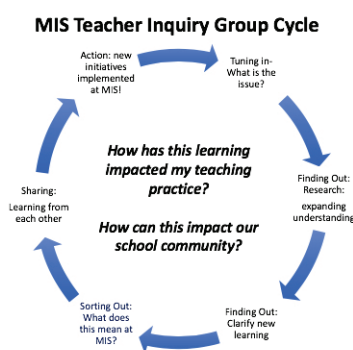 MIS Teacher Inquiry Group Cycle
Action: new
initiatives
implemented
at MIS!
Tuning in-
What is the
issue?
Finding Out:
Research:
expanding
understanding
Finding Out:
Clarify new
learning
Sorting Out:
What does
this mean at
MIS?
Sharing:
Learning from
each other
How has this learning
impacted my teaching
practice?
How can this impact our
school community?